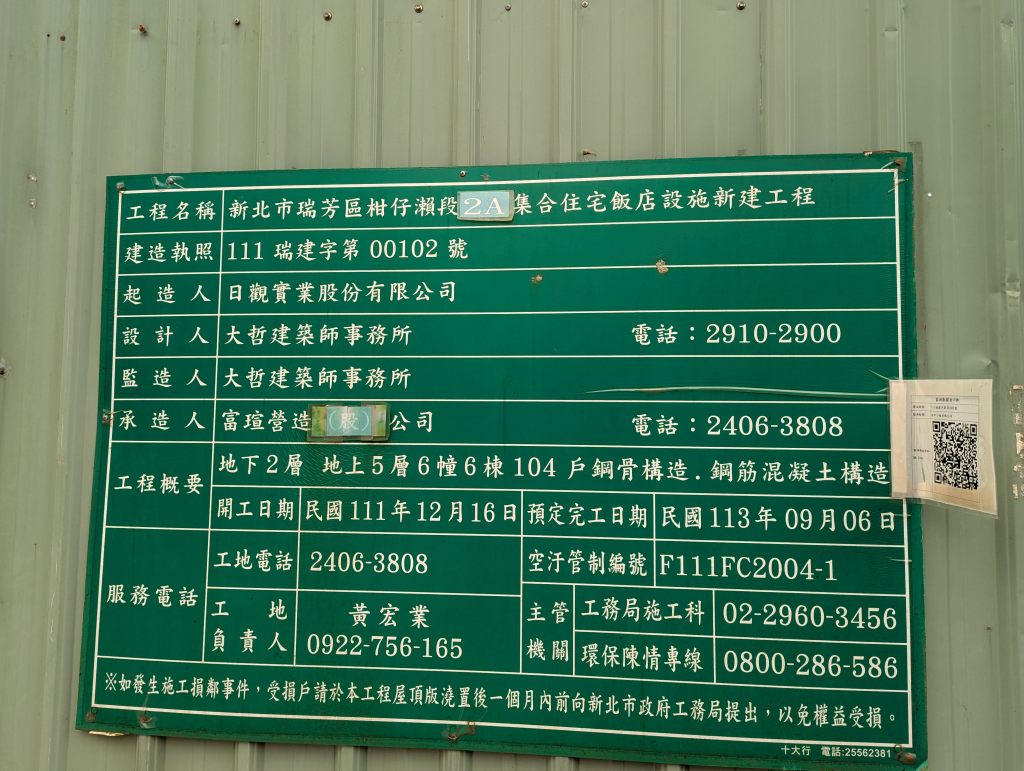 工程名稱 新北市瑞芳區柑仔瀨段2A集合住宅飯店設施新建工程
建造執照 111 瑞建字第 00102 號
起造人 日觀實業股份有限公司
設計人 大哲建築師事務所 電話：2910-2900
監造人 大哲建築師事務所
承造人 富瑄營造(股)公司 電話：2406-3808
工程概要 地下2層 地上5層6幢6棟104戶鋼骨構造.鋼筋混凝土構造
開工日期 民國111年12月16日 預定完工日期 民國113年09月06日
服務電話 工地電話 2406-3808
空汙管制編號 F111FC2004-1
工地負責人 黃宏業
0922-756-165
主管機關 工務局施工科 02-2960-3456
環保陳情專線 0800-286-586
※如發生施工損鄰事件，受損戶請於本工程屋頂版澆置後一個月內前向新北市政府工務局提出，以免權益受損。
十大行 電話:25562381